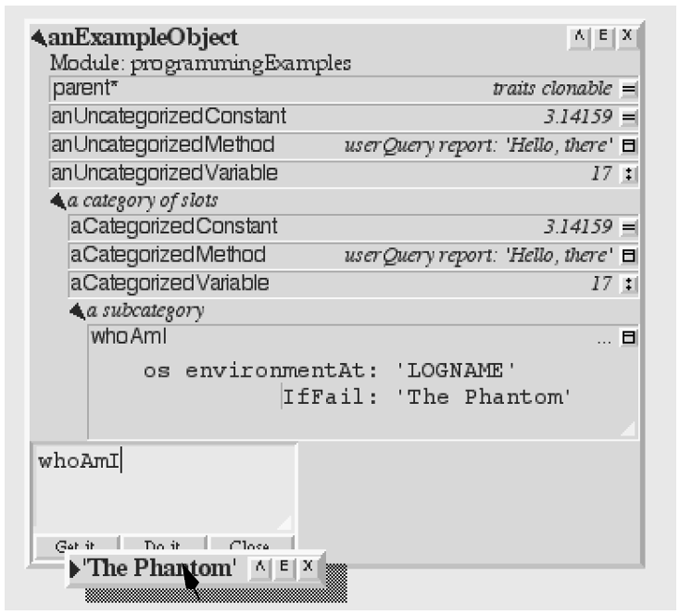 anExampleObject Λ E X
Module: programmingExamples
parent* traits clonable =
anUncategorizedConstant 3.14159 =
anUncategorizedMethod userQuery report: 'Hello, there'
anUncategorizedVariable 17 :
a category of slots
aCategorizedConstant 3.14159 =
aCategorizedMethod userQuery report: 'Hello, there'
aCategorizedVariable 17 :
a subcategory
whoAmI ...
os environmentAt: 'LOGNAME'
IfFail: 'The Phantom'
whoAmI
Get it Do it Close
'The Phantom' Λ E X